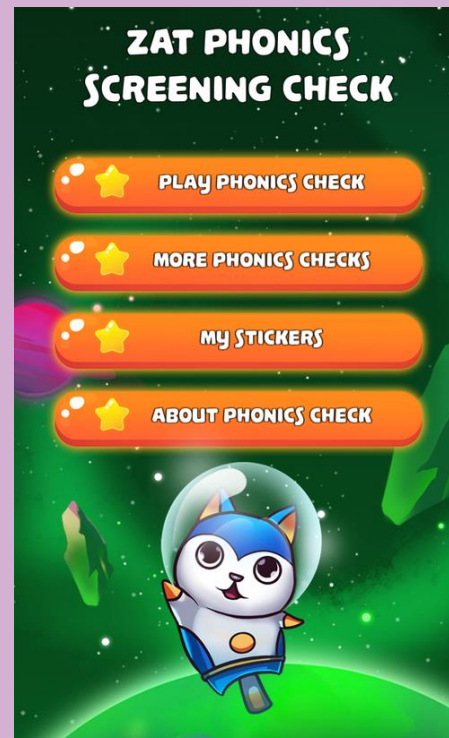 ZAT PHONICS
SCREENING CHECK
PLAY PHONICS CHECK
MORE PHONICS CHECKS
MY STICKERS
ABOUT PHONICS CHECK